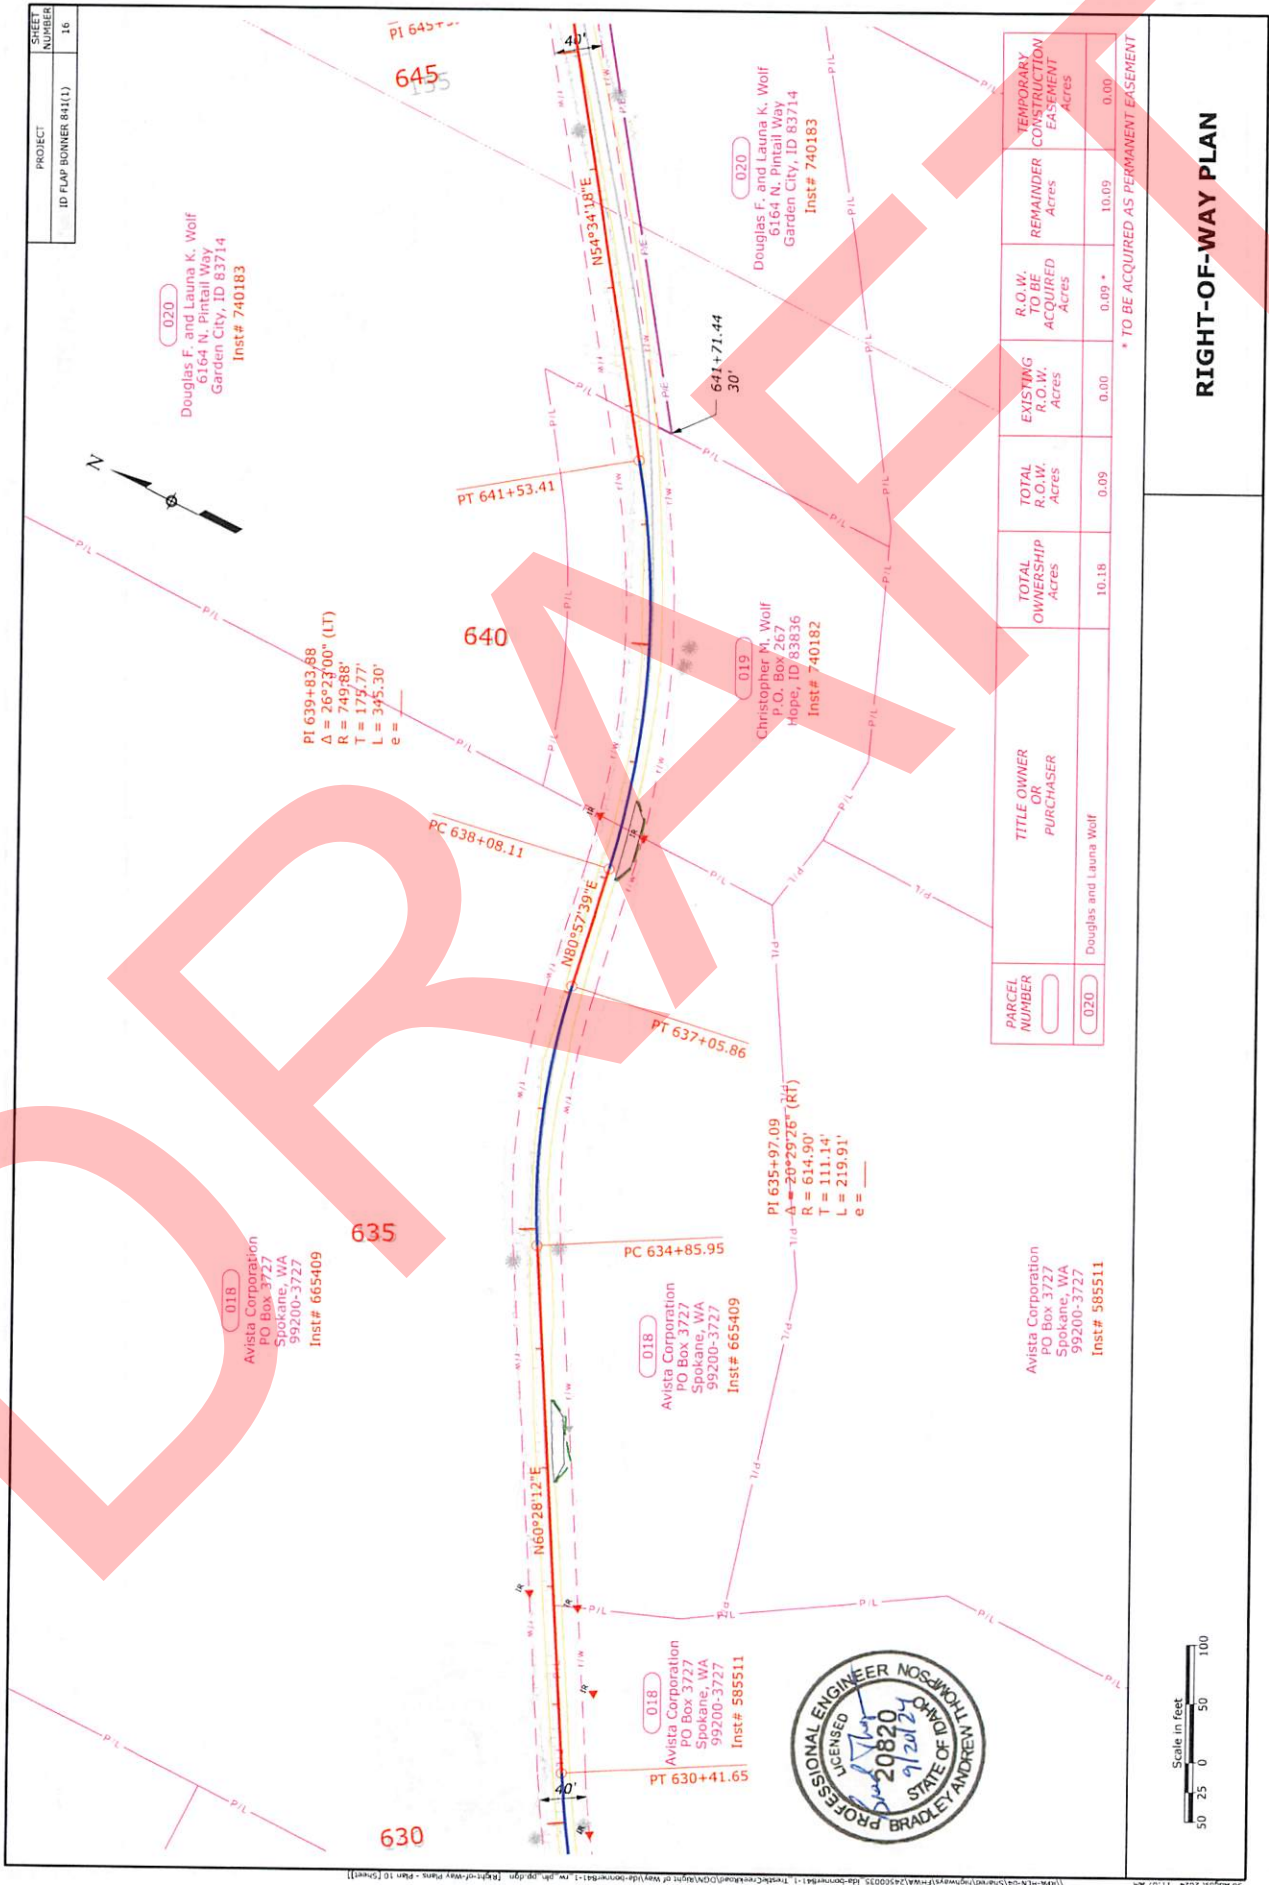 SHEET
NUMBER
PROJECT
16
ID FLAP BONNER 841(1)
PI 645+5
645
135
40'
N54°34'18"E
020
Douglas F. and Launa K. Wolf
6164 N. Pintail Way
Garden City, ID 83714
Inst# 740183
020
Douglas F. and Launa K. Wolf
6164 N. Pintail Way
Garden City, ID 83714
Inst# 740183
N
641+71.44
30'
PT 641+53.41
640
PI 639+83.88
Δ = 26°23'00" (LT)
R = 749.88'
T = 175.77'
L = 345.30'
e = ____
019
Christopher M. Wolf
P.O. Box 267
Hope, ID 83836
Inst# 740182
PC 638+08.11
N80°57'39"E
PT 637+05.86
PI 635+97.09
Δ = 20°29'26" (RT)
R = 614.90'
T = 111.14'
L = 219.91'
e = ____
635
PC 634+85.95
018
Avista Corporation
PO Box 3727
Spokane, WA
99200-3727
Inst# 665409
018
Avista Corporation
PO Box 3727
Spokane, WA
99200-3727
Inst# 665409
Avista Corporation
PO Box 3727
Spokane, WA
99200-3727
Inst# 585511
N60°28'12"E
018
Avista Corporation
PO Box 3727
Spokane, WA
99200-3727
Inst# 585511
PT 630+41.65
40'
630
P/L
r/w
P/E
IR
PARCEL
NUMBER
TITLE OWNER
OR
PURCHASER
TOTAL
OWNERSHIP
Acres
TOTAL
R.O.W.
Acres
EXISTING
R.O.W.
Acres
R.O.W.
TO BE
ACQUIRED
Acres
REMAINDER
Acres
TEMPORARY
CONSTRUCTION
EASEMENT
Acres
020 Douglas and Launa Wolf 10.18 0.09 0.00 0.09 * 10.09 0.00
* TO BE ACQUIRED AS PERMANENT EASEMENT
RIGHT-OF-WAY PLAN
PROFESSIONAL ENGINEER
LICENSED
20820
9/20/24
STATE OF IDAHO
BRADLEY ANDREW THOMPSON
Scale in feet
50 25 0 50 100
DRAFT